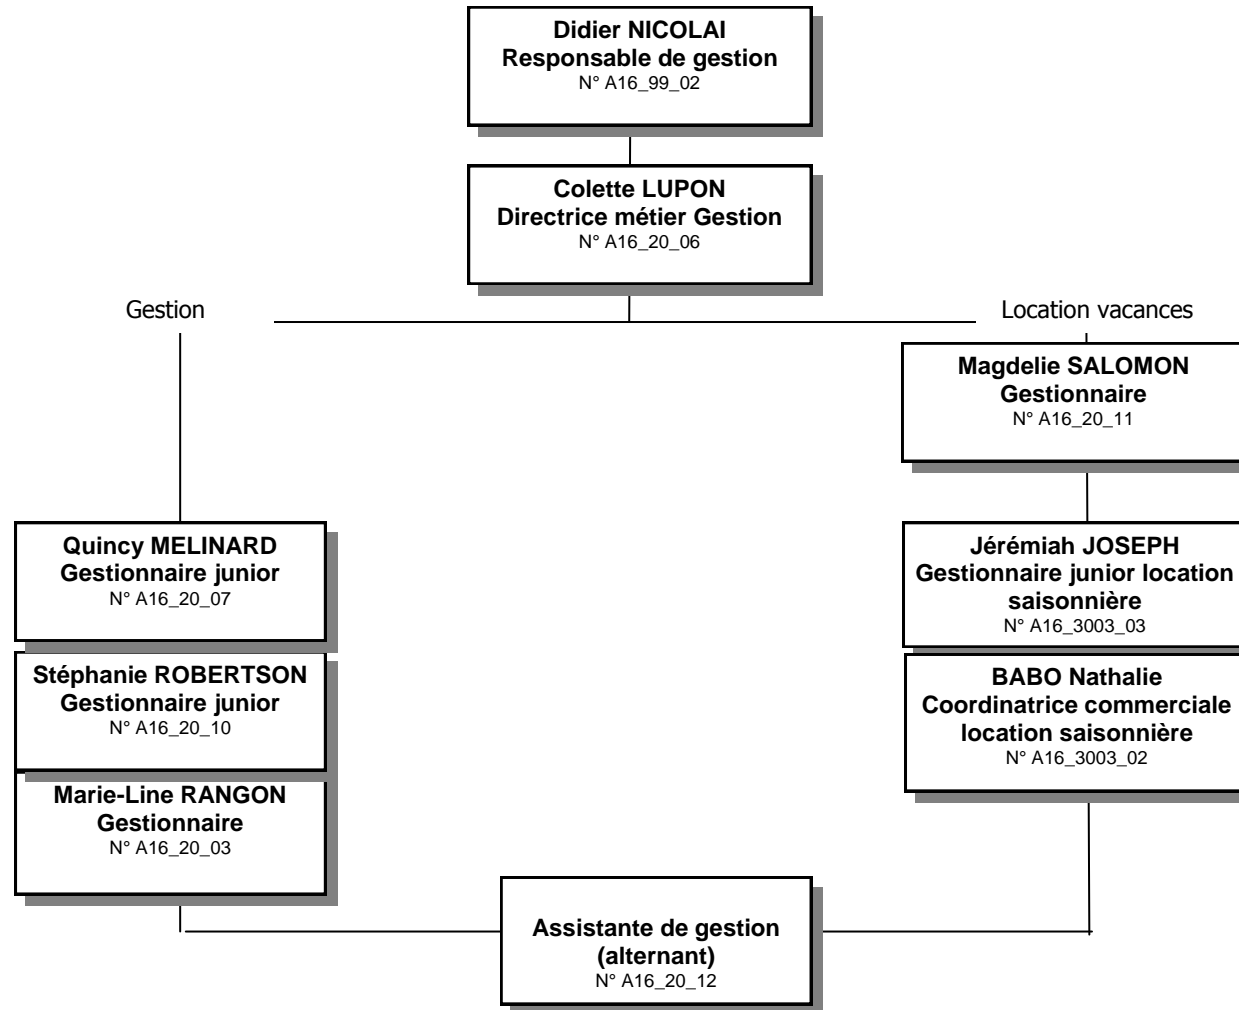 Didier NICOLAI
Responsable de gestion
N° A16_99_02
Colette LUPON
Directrice métier Gestion
N° A16_20_06
Gestion
Location vacances
Magdelie SALOMON
Gestionnaire
N° A16_20_11
Quincy MELINARD
Gestionnaire junior
N° A16_20_07
Stéphanie ROBERTSON
Gestionnaire junior
N° A16_20_10
Marie-Line RANGON
Gestionnaire
N° A16_20_03
Jérémiah JOSEPH
Gestionnaire junior location
saisonnière
N° A16_3003_03
BABO Nathalie
Coordinatrice commerciale
location saisonnière
N° A16_3003_02
Assistante de gestion
(alternant)
N° A16_20_12